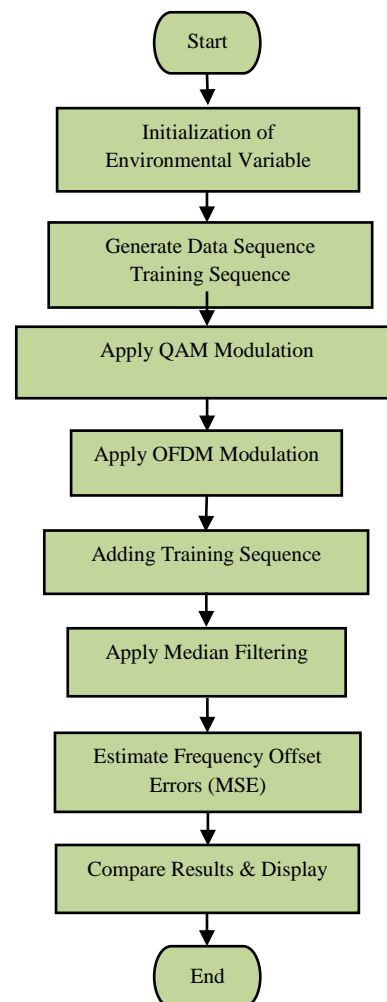 Start
Initialization of
Environmental Variable
Generate Data Sequence
Training Sequence
Apply QAM Modulation
Apply OFDM Modulation
Adding Training Sequence
Apply Median Filtering
Estimate Frequency Offset
Errors (MSE)
Compare Results & Display
End